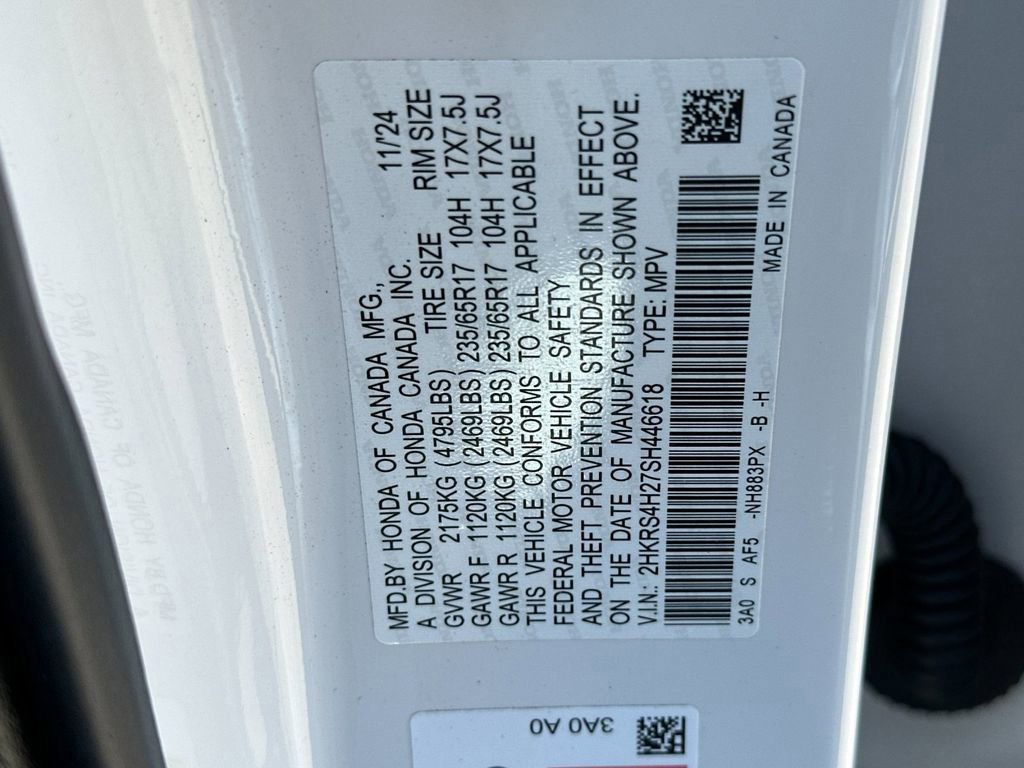 MFD.BY HONDA OF CANADA MFG., 11/'24
A DIVISION OF HONDA CANADA INC.
GVWR 2175KG (4795LBS) TIRE SIZE RIM SIZE
GAWR F 1120KG (2469LBS) 235/65R17 104H 17X7.5J
GAWR R 1120KG (2469LBS) 235/65R17 104H 17X7.5J
THIS VEHICLE CONFORMS TO ALL APPLICABLE
FEDERAL MOTOR VEHICLE SAFETY
AND THEFT PREVENTION STANDARDS IN EFFECT
ON THE DATE OF MANUFACTURE SHOWN ABOVE.
V.I.N.: 2HKRS4H27SH446618 TYPE: MPV
3A0 S AF5 -NH883PX -B -H
MADE IN CANADA
3A0 A0